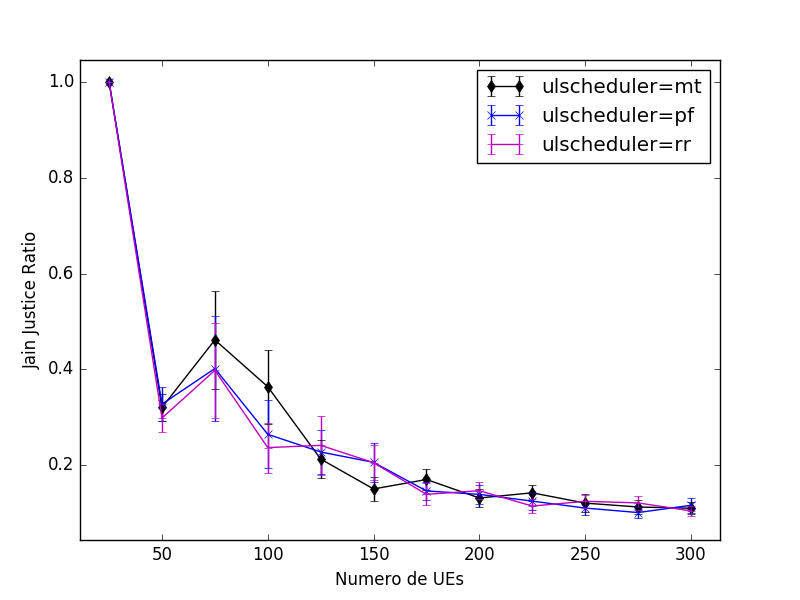 1.0
0.8
0.6
0.4
0.2
Jain Justice Ratio
ulscheduler=mt
ulscheduler=pf
ulscheduler=rr
50 100 150 200 250 300
Numero de UEs